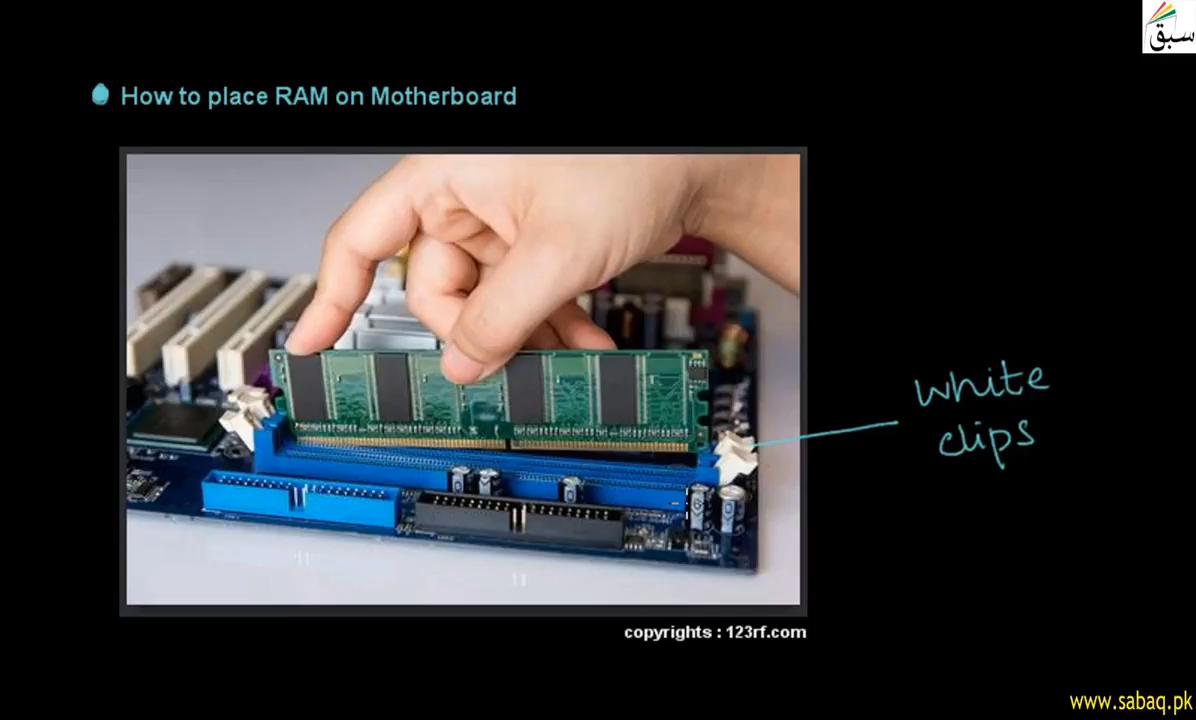 سبق
How to place RAM on Motherboard
white
clips
copyrights : 123rf.com
www.sabaq.pk